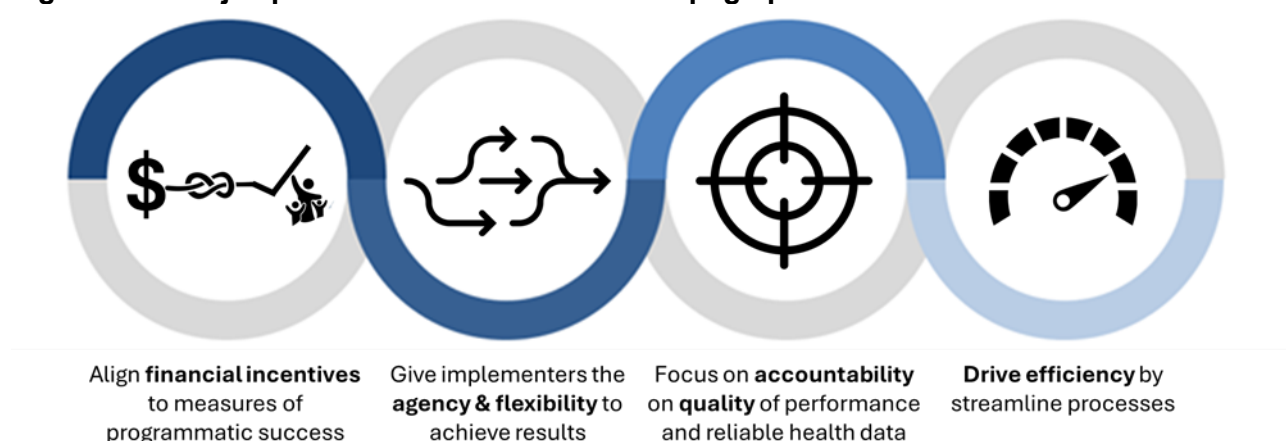 $
Align financial incentives
to measures of
programmatic success
Give implementers the
agency & flexibility to
achieve results
Focus on accountability
on quality of performance
and reliable health data
Drive efficiency by
streamline processes